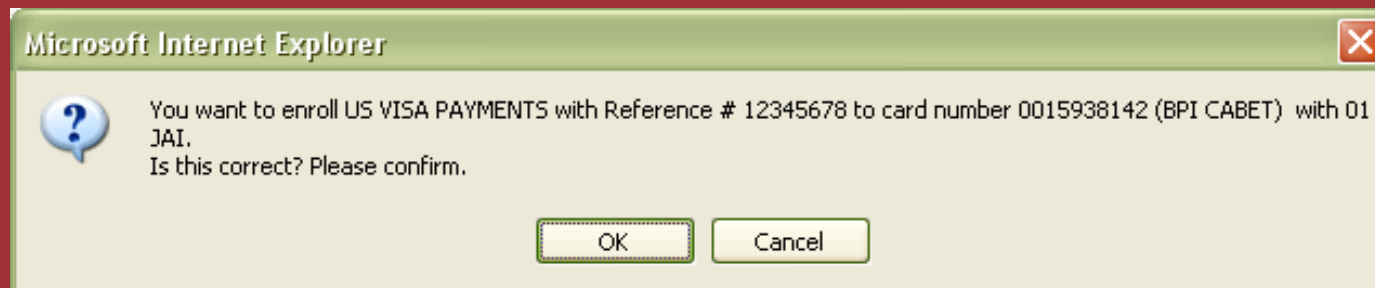 Microsoft Internet Explorer
You want to enroll US VISA PAYMENTS with Reference # 12345678 to card number 0015938142 (BPI CABET) with 01
JAI.
Is this correct? Please confirm.
OK
Cancel